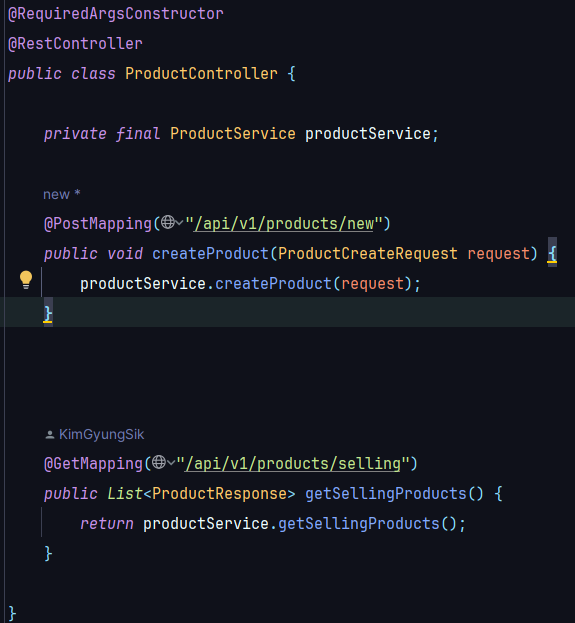 @RequiredArgsConstructor
@RestController
public class ProductController {
private final ProductService productService;
new *
@PostMapping("/api/v1/products/new")
public void createProduct(ProductCreateRequest request) {
productService.createProduct(request);
}
KimGyungSik
@GetMapping("/api/v1/products/selling")
public List<ProductResponse> getSellingProducts() {
return productService.getSellingProducts();
}
}